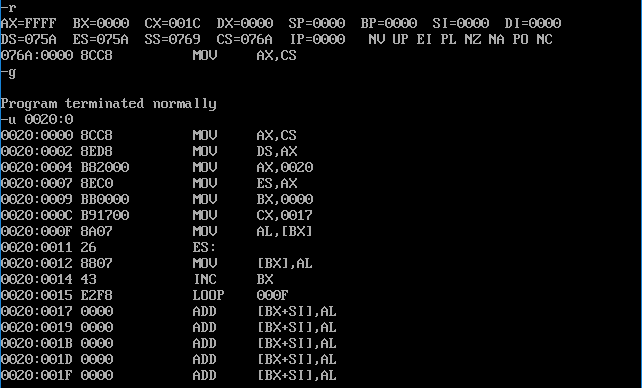 -r
AX=FFFF  BX=0000  CX=001C  DX=0000  SP=0000  BP=0000  SI=0000  DI=0000
DS=075A  ES=075A  SS=0769  CS=076A  IP=0000   NV UP EI PL NZ NA PO NC
076A:0000 8CC8          MOV     AX,CS
-g

Program terminated normally
-u 0020:0
0020:0000 8CC8          MOV     AX,CS
0020:0002 8ED8          MOV     DS,AX
0020:0004 B82000        MOV     AX,0020
0020:0007 8EC0          MOV     ES,AX
0020:0009 BB0000        MOV     BX,0000
0020:000C B91700        MOV     CX,0017
0020:000F 8A07          MOV     AL,[BX]
0020:0011 26            ES:
0020:0012 8807          MOV     [BX],AL
0020:0014 43            INC     BX
0020:0015 E2F8          LOOP    000F
0020:0017 0000          ADD     [BX+SI],AL
0020:0019 0000          ADD     [BX+SI],AL
0020:001B 0000          ADD     [BX+SI],AL
0020:001D 0000          ADD     [BX+SI],AL
0020:001F 0000          ADD     [BX+SI],AL